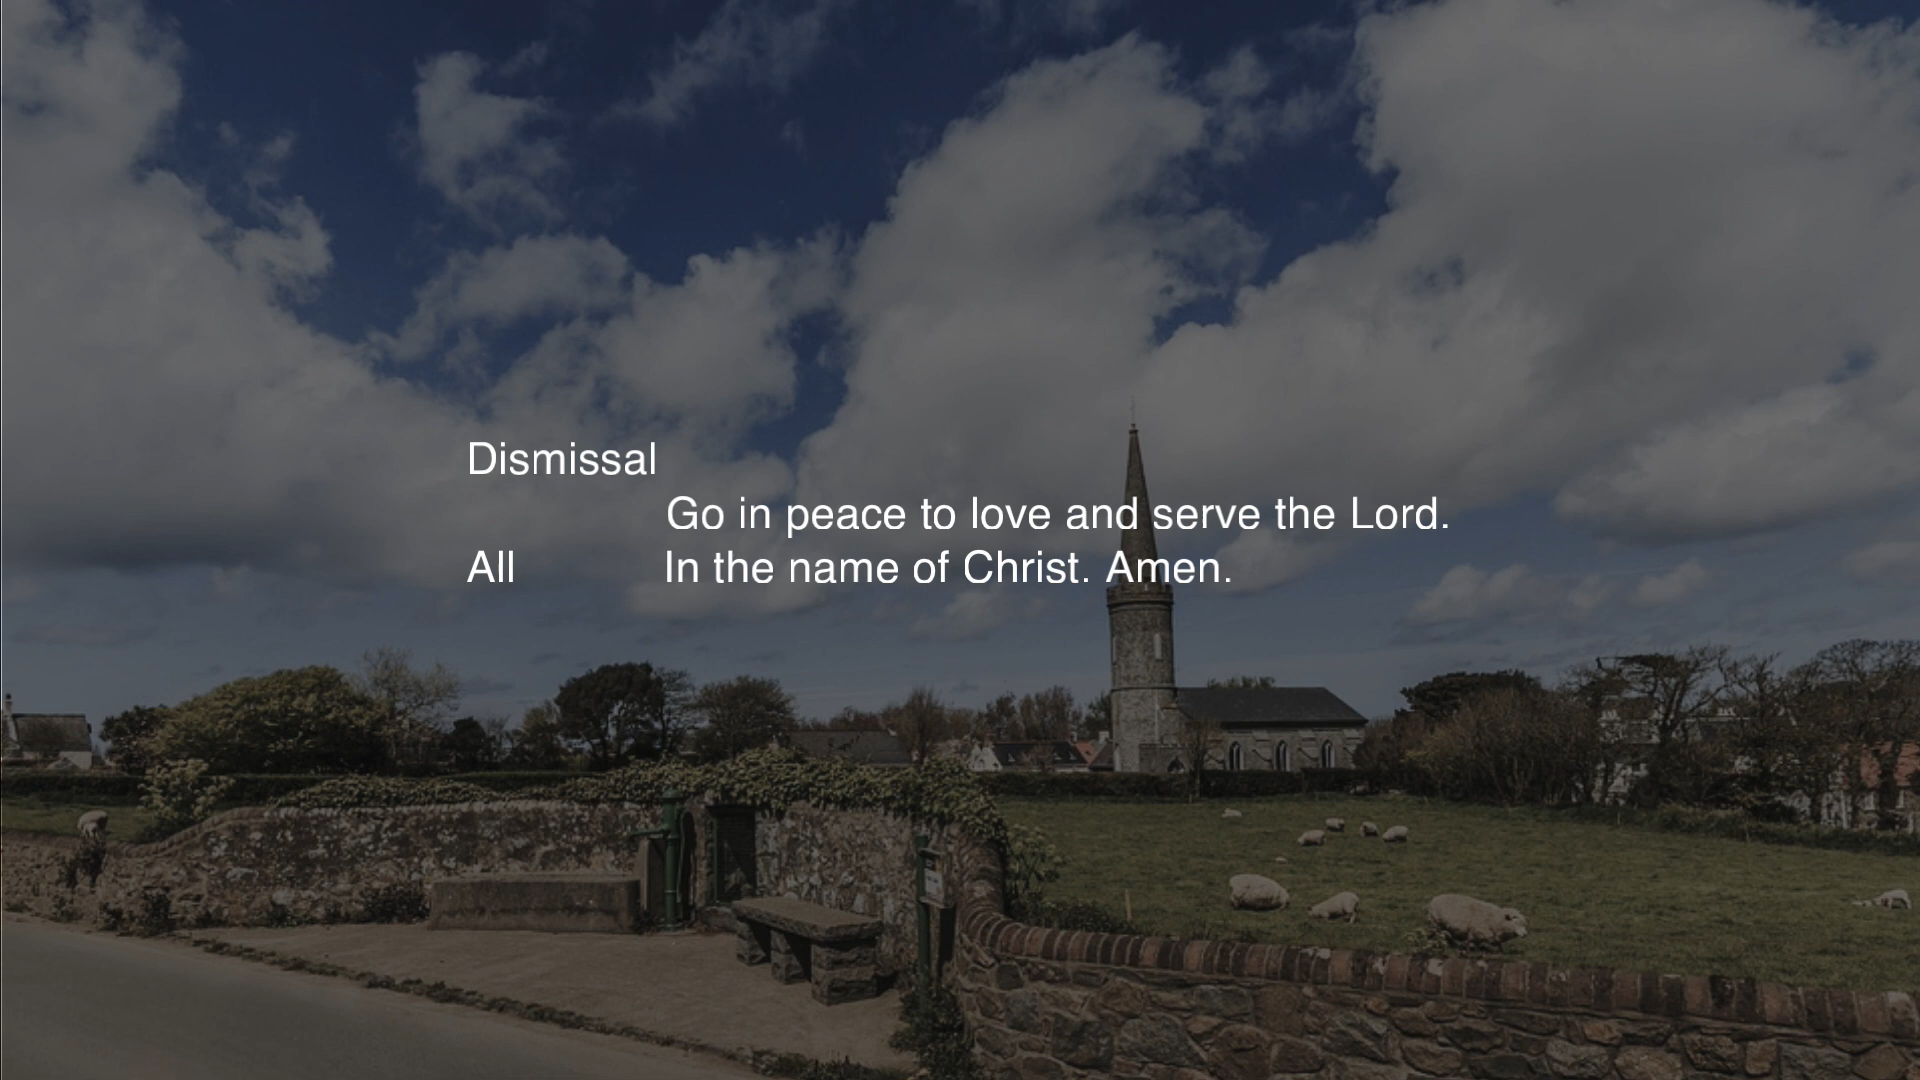 Dismissal
Go in peace to love and serve the Lord.
All In the name of Christ. Amen.